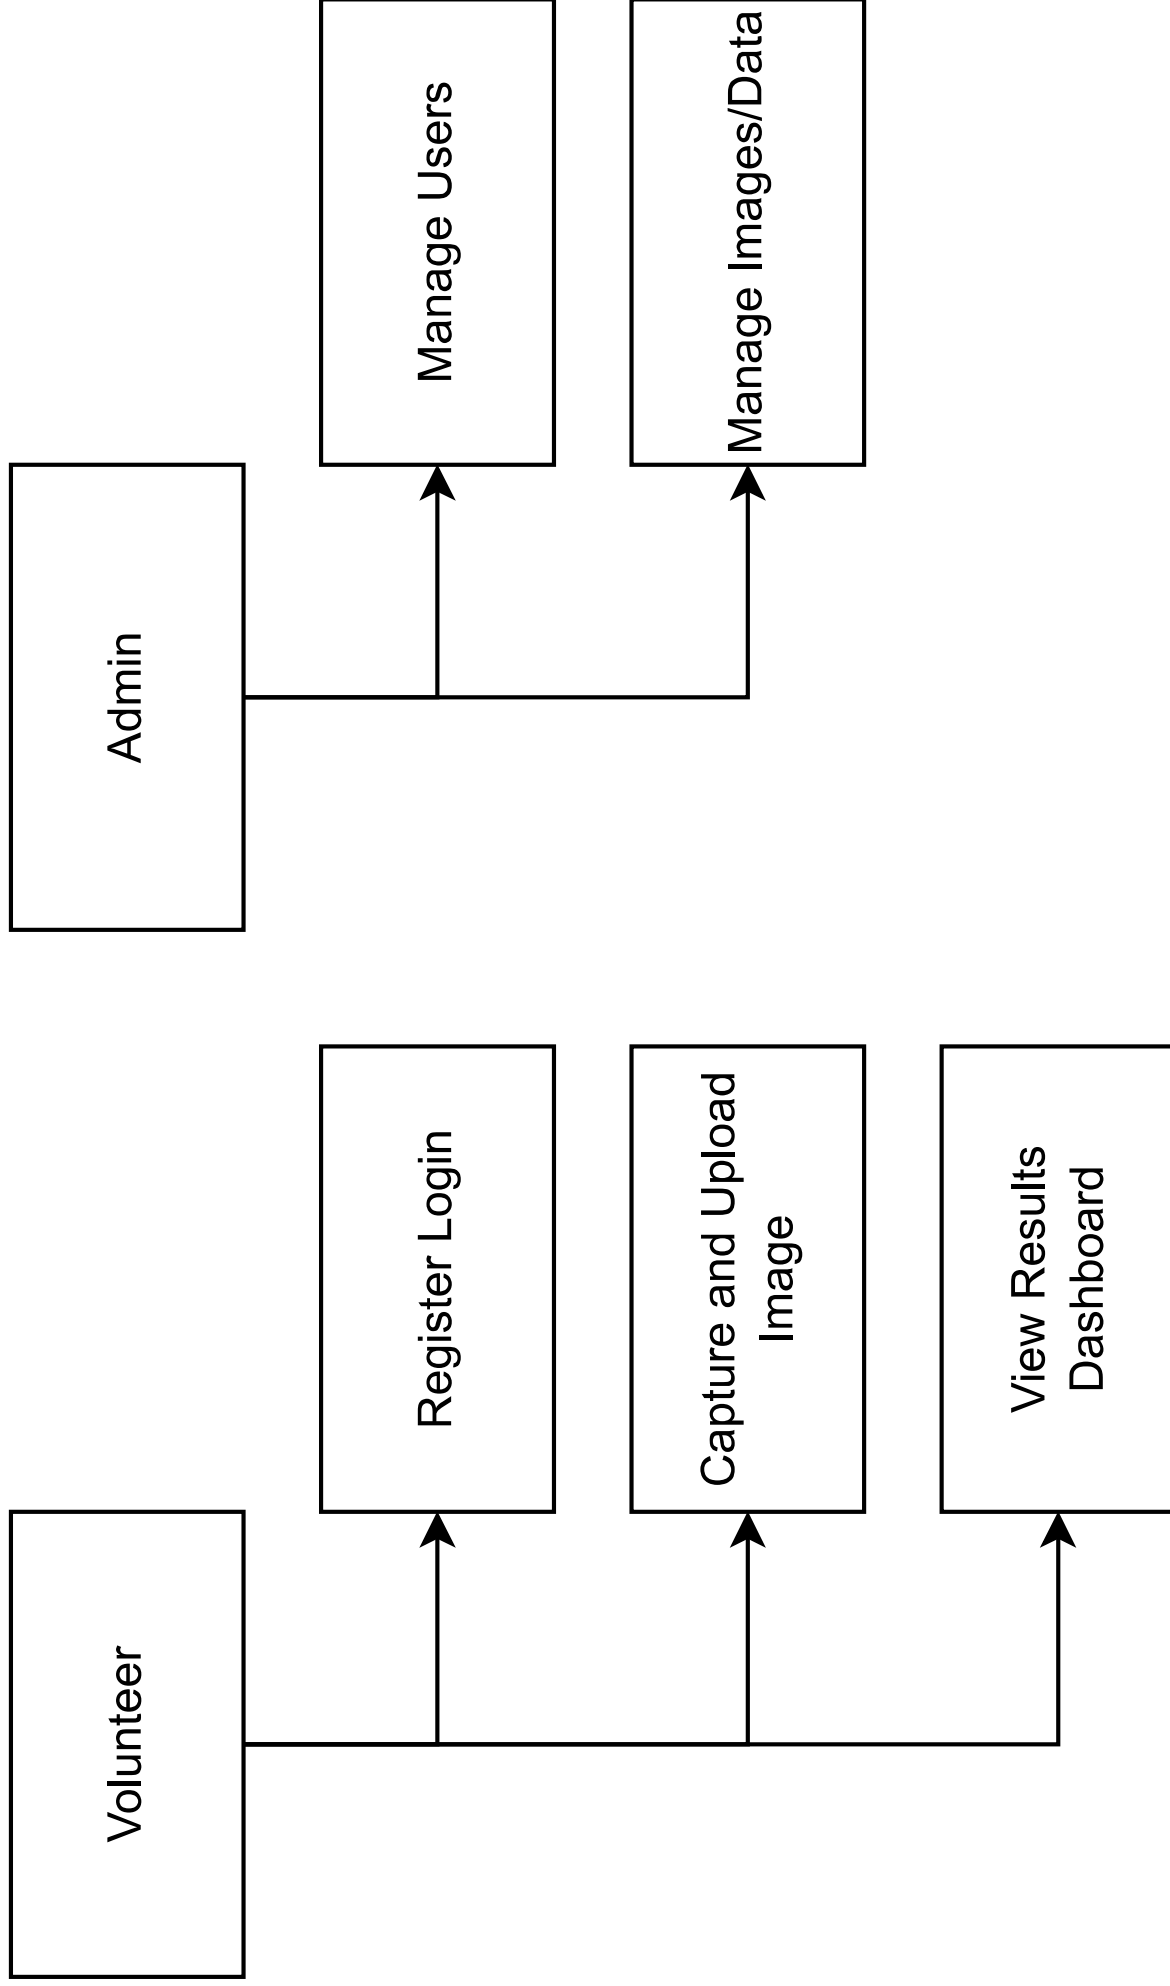 Volunteer
Register Login
Capture and Upload
Image
View Results
Dashboard
Admin
Manage Users
Manage Images/Data